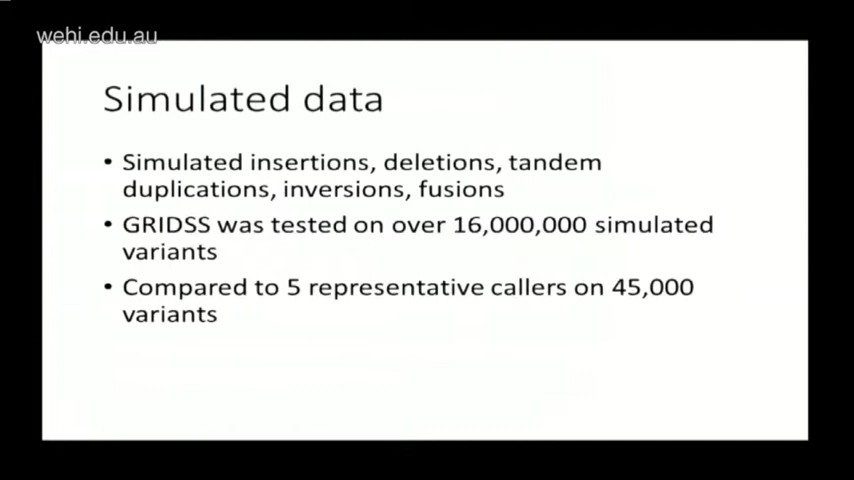 wehi.edu.au
Simulated data
• Simulated insertions, deletions, tandem
duplications, inversions, fusions
• GRIDSS was tested on over 16,000,000 simulated
variants
• Compared to 5 representative callers on 45,000
variants